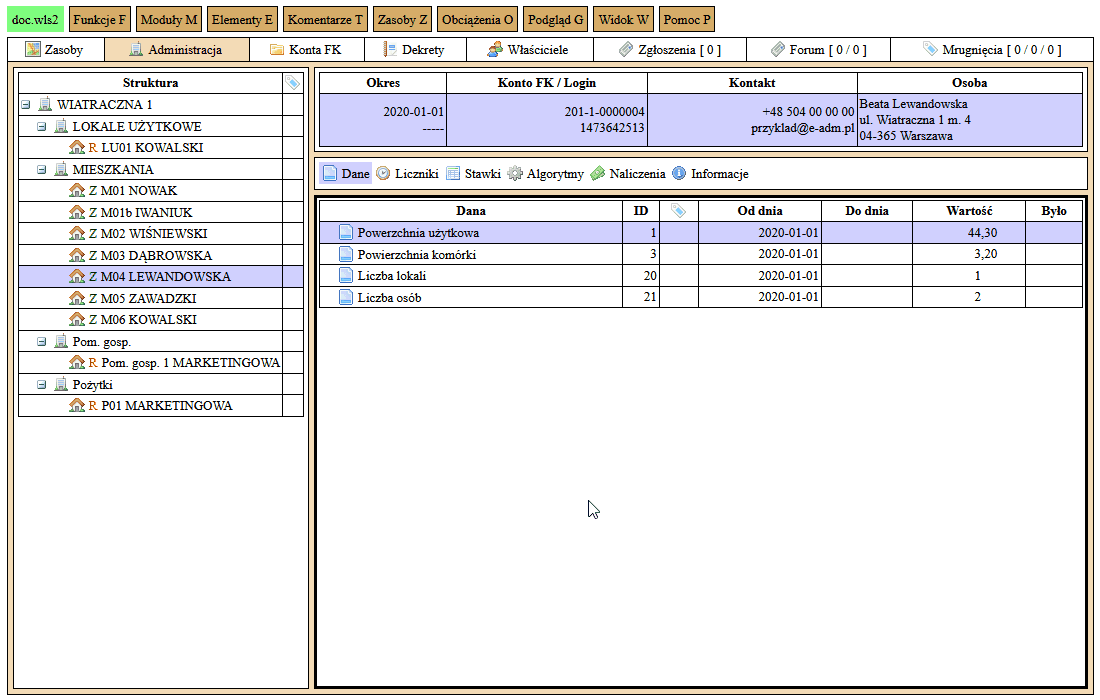 doc.wls2 Funkcje F Moduły M Elementy E Komentarze T Zasoby Z Obciążenia O Podgląd G Widok W Pomoc P
Zasoby Administracja Konta FK Dekrety Właściciele Zgłoszenia [ 0 ] Forum [ 0 / 0 ] Mrugnięcia [ 0 / 0 / 0 ]
Struktura
WIATRACZNA 1
LOKALE UŻYTKOWE
R LU01 KOWALSKI
MIESZKANIA
Z M01 NOWAK
Z M01b IWANIUK
Z M02 WIŚNIEWSKI
Z M03 DĄBROWSKA
Z M04 LEWANDOWSKA
Z M05 ZAWADZKI
Z M06 KOWALSKI
Pom. gosp.
R Pom. gosp. 1 MARKETINGOWA
Pożytki
R P01 MARKETINGOWA
Okres Konto FK / Login Kontakt Osoba
2020-01-01 201-1-0000004 +48 504 00 00 00 Beata Lewandowska
----- 1473642513 przyklad@e-adm.pl ul. Wiatraczna 1 m. 4
04-365 Warszawa
Dane Liczniki Stawki Algorytmy Naliczenia Informacje
Dana ID Od dnia Do dnia Wartość Było
Powerzchnia użytkowa 1 2020-01-01 44,30
Powierzchnia komórki 3 2020-01-01 3,20
Liczba lokali 20 2020-01-01 1
Liczba osób 21 2020-01-01 2